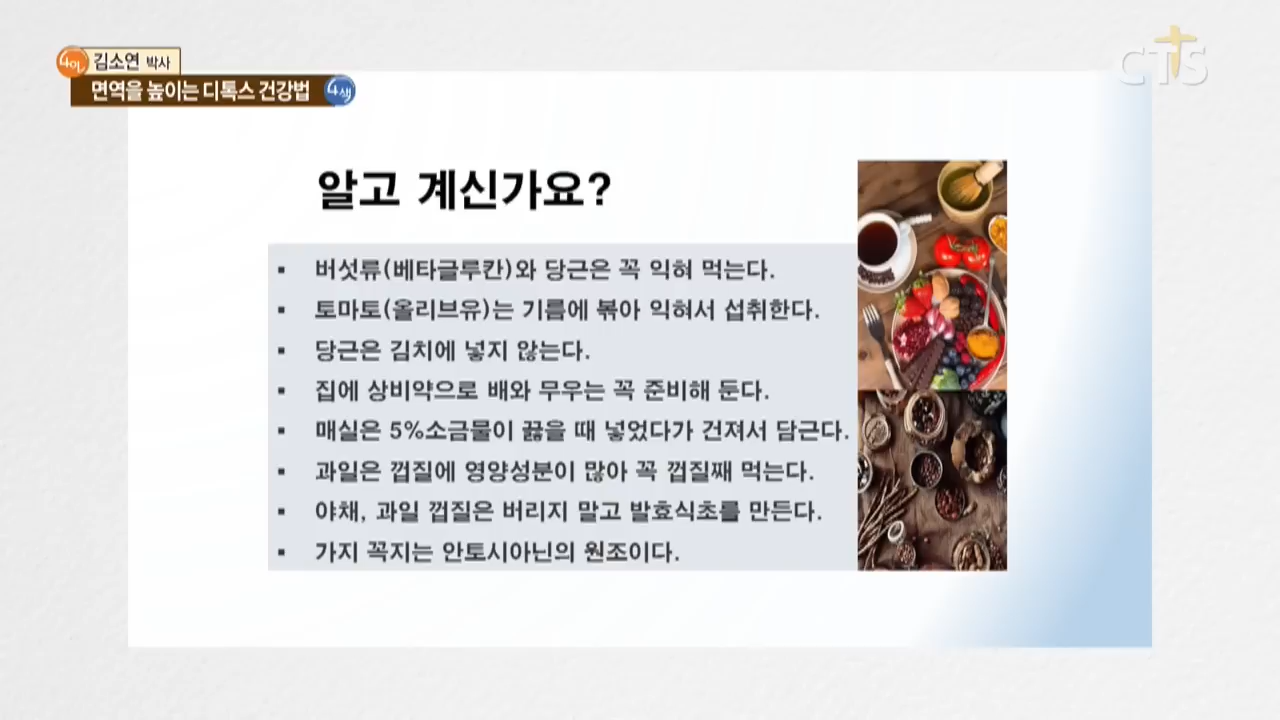 4인 김소연 박사
면역을 높이는 디톡스 건강법 4색
CTS
알고 계신가요?
▪ 버섯류(베타글루칸)와 당근은 꼭 익혀 먹는다.
▪ 토마토(올리브유)는 기름에 볶아 익혀서 섭취한다.
▪ 당근은 김치에 넣지 않는다.
▪ 집에 상비약으로 배와 무우는 꼭 준비해 둔다.
▪ 매실은 5%소금물이 끓을 때 넣었다가 건져서 담근다.
▪ 과일은 껍질에 영양성분이 많아 꼭 껍질째 먹는다.
▪ 야채, 과일 껍질은 버리지 말고 발효식초를 만든다.
▪ 가지 꼭지는 안토시아닌의 원조이다.